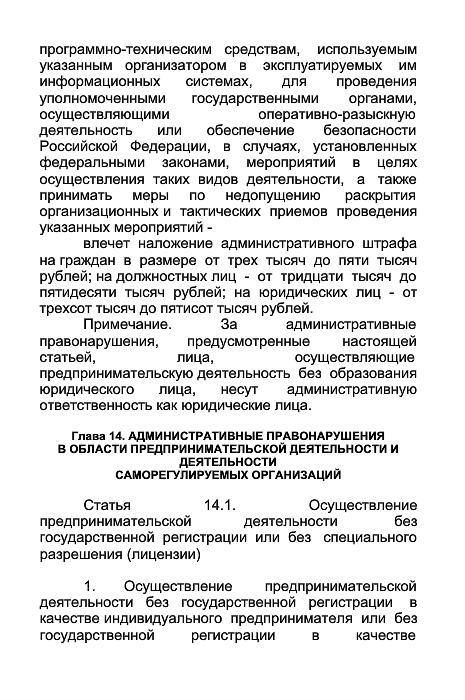 программно-техническим средствам, используемым
указанным организатором в эксплуатируемых им
информационных системах, для проведения
уполномоченными государственными органами,
осуществляющими оперативно-разыскную
деятельность или обеспечение безопасности
Российской Федерации, в случаях, установленных
федеральными законами, мероприятий в целях
осуществления таких видов деятельности, а также
принимать меры по недопущению раскрытия
организационных и тактических приемов проведения
указанных мероприятий -
влечет наложение административного штрафа
на граждан в размере от трех тысяч до пяти тысяч
рублей; на должностных лиц - от тридцати тысяч до
пятидесяти тысяч рублей; на юридических лиц - от
трехсот тысяч до пятисот тысяч рублей.
Примечание. За административные
правонарушения, предусмотренные настоящей
статьей, лица, осуществляющие
предпринимательскую деятельность без образования
юридического лица, несут административную
ответственность как юридические лица.
Глава 14. АДМИНИСТРАТИВНЫЕ ПРАВОНАРУШЕНИЯ
В ОБЛАСТИ ПРЕДПРИНИМАТЕЛЬСКОЙ ДЕЯТЕЛЬНОСТИ И
ДЕЯТЕЛЬНОСТИ
САМОРЕГУЛИРУЕМЫХ ОРГАНИЗАЦИЙ
Статья 14.1. Осуществление
предпринимательской деятельности без
государственной регистрации или без специального
разрешения (лицензии)
1. Осуществление предпринимательской
деятельности без государственной регистрации в
качестве индивидуального предпринимателя или без
государственной регистрации в качестве